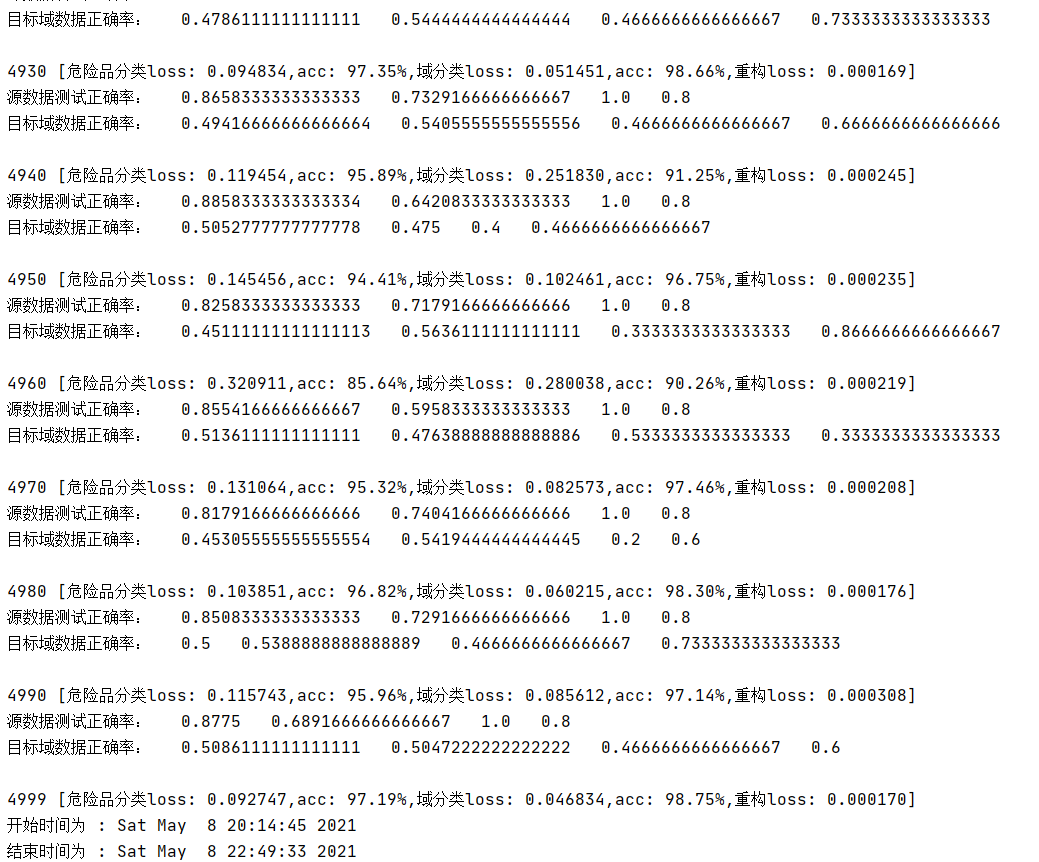 目标域数据正确率： 0.4786111111111111 0.5444444444444444 0.4666666666666667 0.7333333333333333
4930 [危险品分类loss: 0.094834,acc: 97.35%,域分类loss: 0.051451,acc: 98.66%,重构loss: 0.000169]
源数据测试正确率： 0.8658333333333333 0.7329166666666667 1.0 0.8
目标域数据正确率： 0.49416666666666664 0.5405555555555556 0.4666666666666667 0.6666666666666666
4940 [危险品分类loss: 0.119454,acc: 95.89%,域分类loss: 0.251830,acc: 91.25%,重构loss: 0.000245]
源数据测试正确率： 0.8858333333333334 0.6420833333333333 1.0 0.8
目标域数据正确率： 0.5052777777777778 0.475 0.4 0.4666666666666667
4950 [危险品分类loss: 0.145456,acc: 94.41%,域分类loss: 0.102461,acc: 96.75%,重构loss: 0.000235]
源数据测试正确率： 0.8258333333333333 0.7179166666666666 1.0 0.8
目标域数据正确率： 0.45111111111111113 0.5636111111111111 0.3333333333333333 0.8666666666666667
4960 [危险品分类loss: 0.320911,acc: 85.64%,域分类loss: 0.280038,acc: 90.26%,重构loss: 0.000219]
源数据测试正确率： 0.8554166666666667 0.5958333333333333 1.0 0.8
目标域数据正确率： 0.5136111111111111 0.47638888888888886 0.5333333333333333 0.3333333333333333
4970 [危险品分类loss: 0.131064,acc: 95.32%,域分类loss: 0.082573,acc: 97.46%,重构loss: 0.000208]
源数据测试正确率： 0.8179166666666666 0.7404166666666666 1.0 0.8
目标域数据正确率： 0.45305555555555554 0.5419444444444445 0.2 0.6
4980 [危险品分类loss: 0.103851,acc: 96.82%,域分类loss: 0.060215,acc: 98.30%,重构loss: 0.000176]
源数据测试正确率： 0.8508333333333333 0.7291666666666666 1.0 0.8
目标域数据正确率： 0.5 0.5388888888888889 0.4666666666666667 0.7333333333333333
4990 [危险品分类loss: 0.115743,acc: 95.96%,域分类loss: 0.085612,acc: 97.14%,重构loss: 0.000308]
源数据测试正确率： 0.8775 0.6891666666666667 1.0 0.8
目标域数据正确率： 0.5086111111111111 0.5047222222222222 0.4666666666666667 0.6
4999 [危险品分类loss: 0.092747,acc: 97.19%,域分类loss: 0.046834,acc: 98.75%,重构loss: 0.000170]
开始时间为 : Sat May  8 20:14:45 2021
结束时间为 : Sat May  8 22:49:33 2021